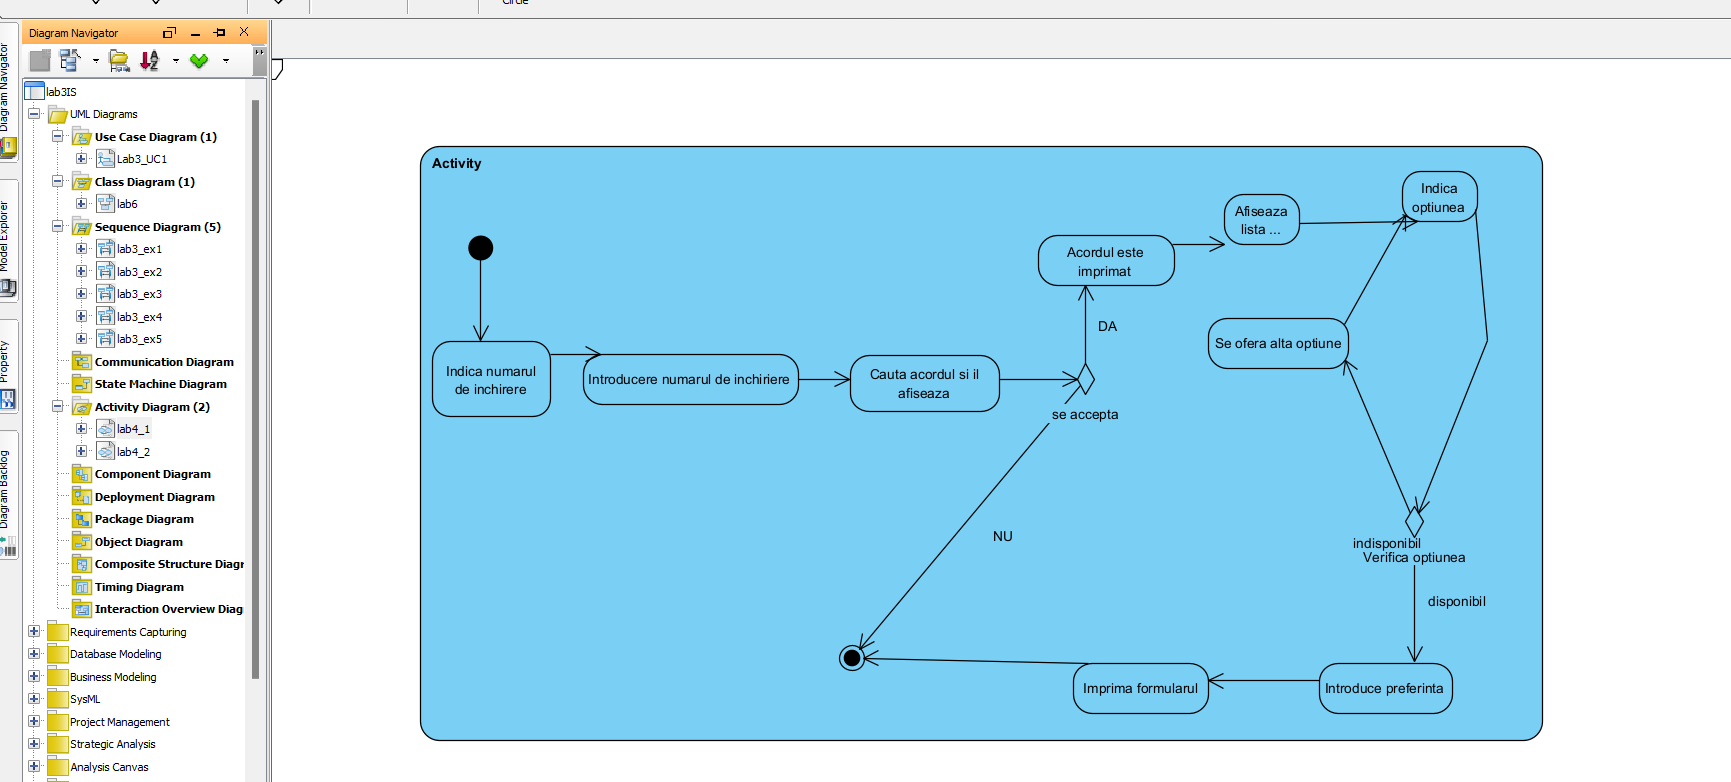 Circle
Diagram Navigator
Diagram Navigator
Model Explorer
Property
Diagram Backlog
lab3IS
UML Diagrams
Use Case Diagram (1)
Lab3_UC1
Class Diagram (1)
lab6
Sequence Diagram (5)
lab3_ex1
lab3_ex2
lab3_ex3
lab3_ex4
lab3_ex5
Communication Diagram
State Machine Diagram
Activity Diagram (2)
lab4_1
lab4_2
Component Diagram
Deployment Diagram
Package Diagram
Object Diagram
Composite Structure Diagr
Timing Diagram
Interaction Overview Diag
Requirements Capturing
Database Modeling
Business Modeling
SysML
Project Management
Strategic Analysis
Analysis Canvas
Activity
Indica numarul
de inchirere
Introducere numarul de inchiriere
Cauta acordul si il
afiseaza
se accepta
DA
NU
Acordul este
imprimat
Afiseaza
lista ...
Indica
optiunea
Se ofera alta optiune
indisponibil
Verifica optiunea
disponibil
Introduce preferinta
Imprima formularul